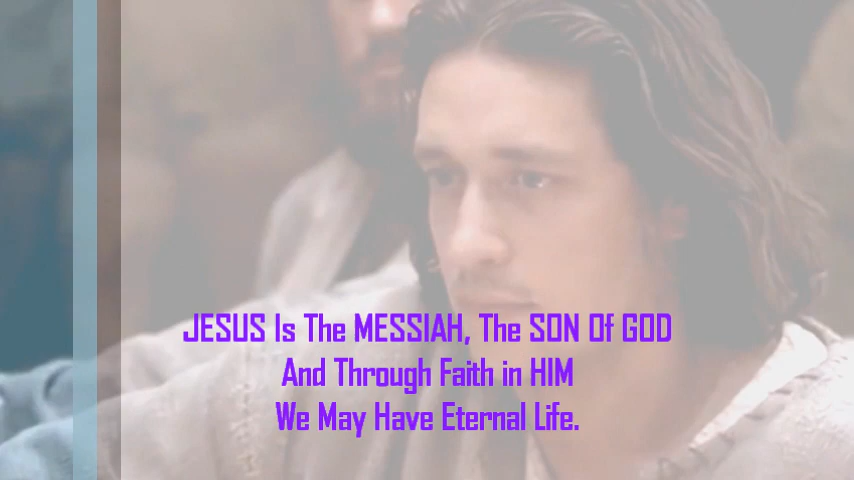 JESUS Is The MESSIAH, The SON Of GOD
And Through Faith in HIM
We May Have Eternal Life.